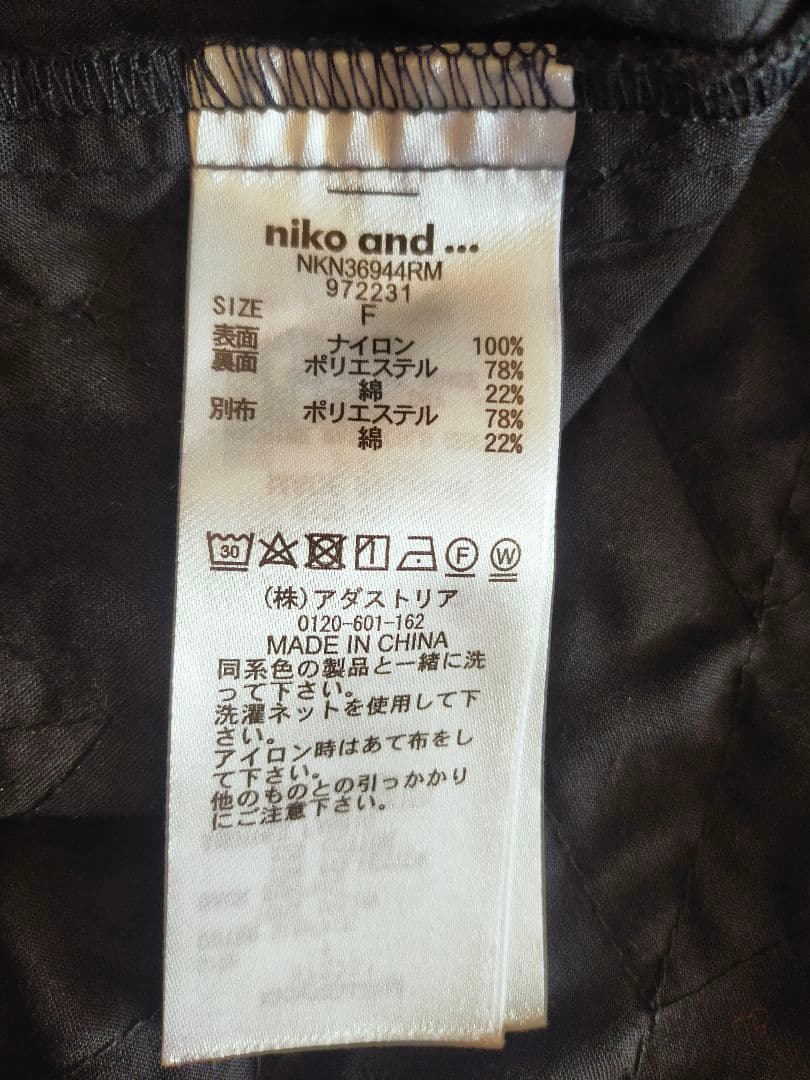 niko and ...
NKN36944RM
972231
SIZE F
表面 ナイロン 100%
裏面 ポリエステル 78%
綿 22%
別布 ポリエステル 78%
綿 22%
30 F W
(株)アダストリア
0120-601-162
MADE IN CHINA
同系色の製品と一緒に洗
って下さい。
洗濯ネットを使用して下
さい。
アイロン時はあて布をし
て下さい。
他のものとの引っかかり
にご注意下さい。